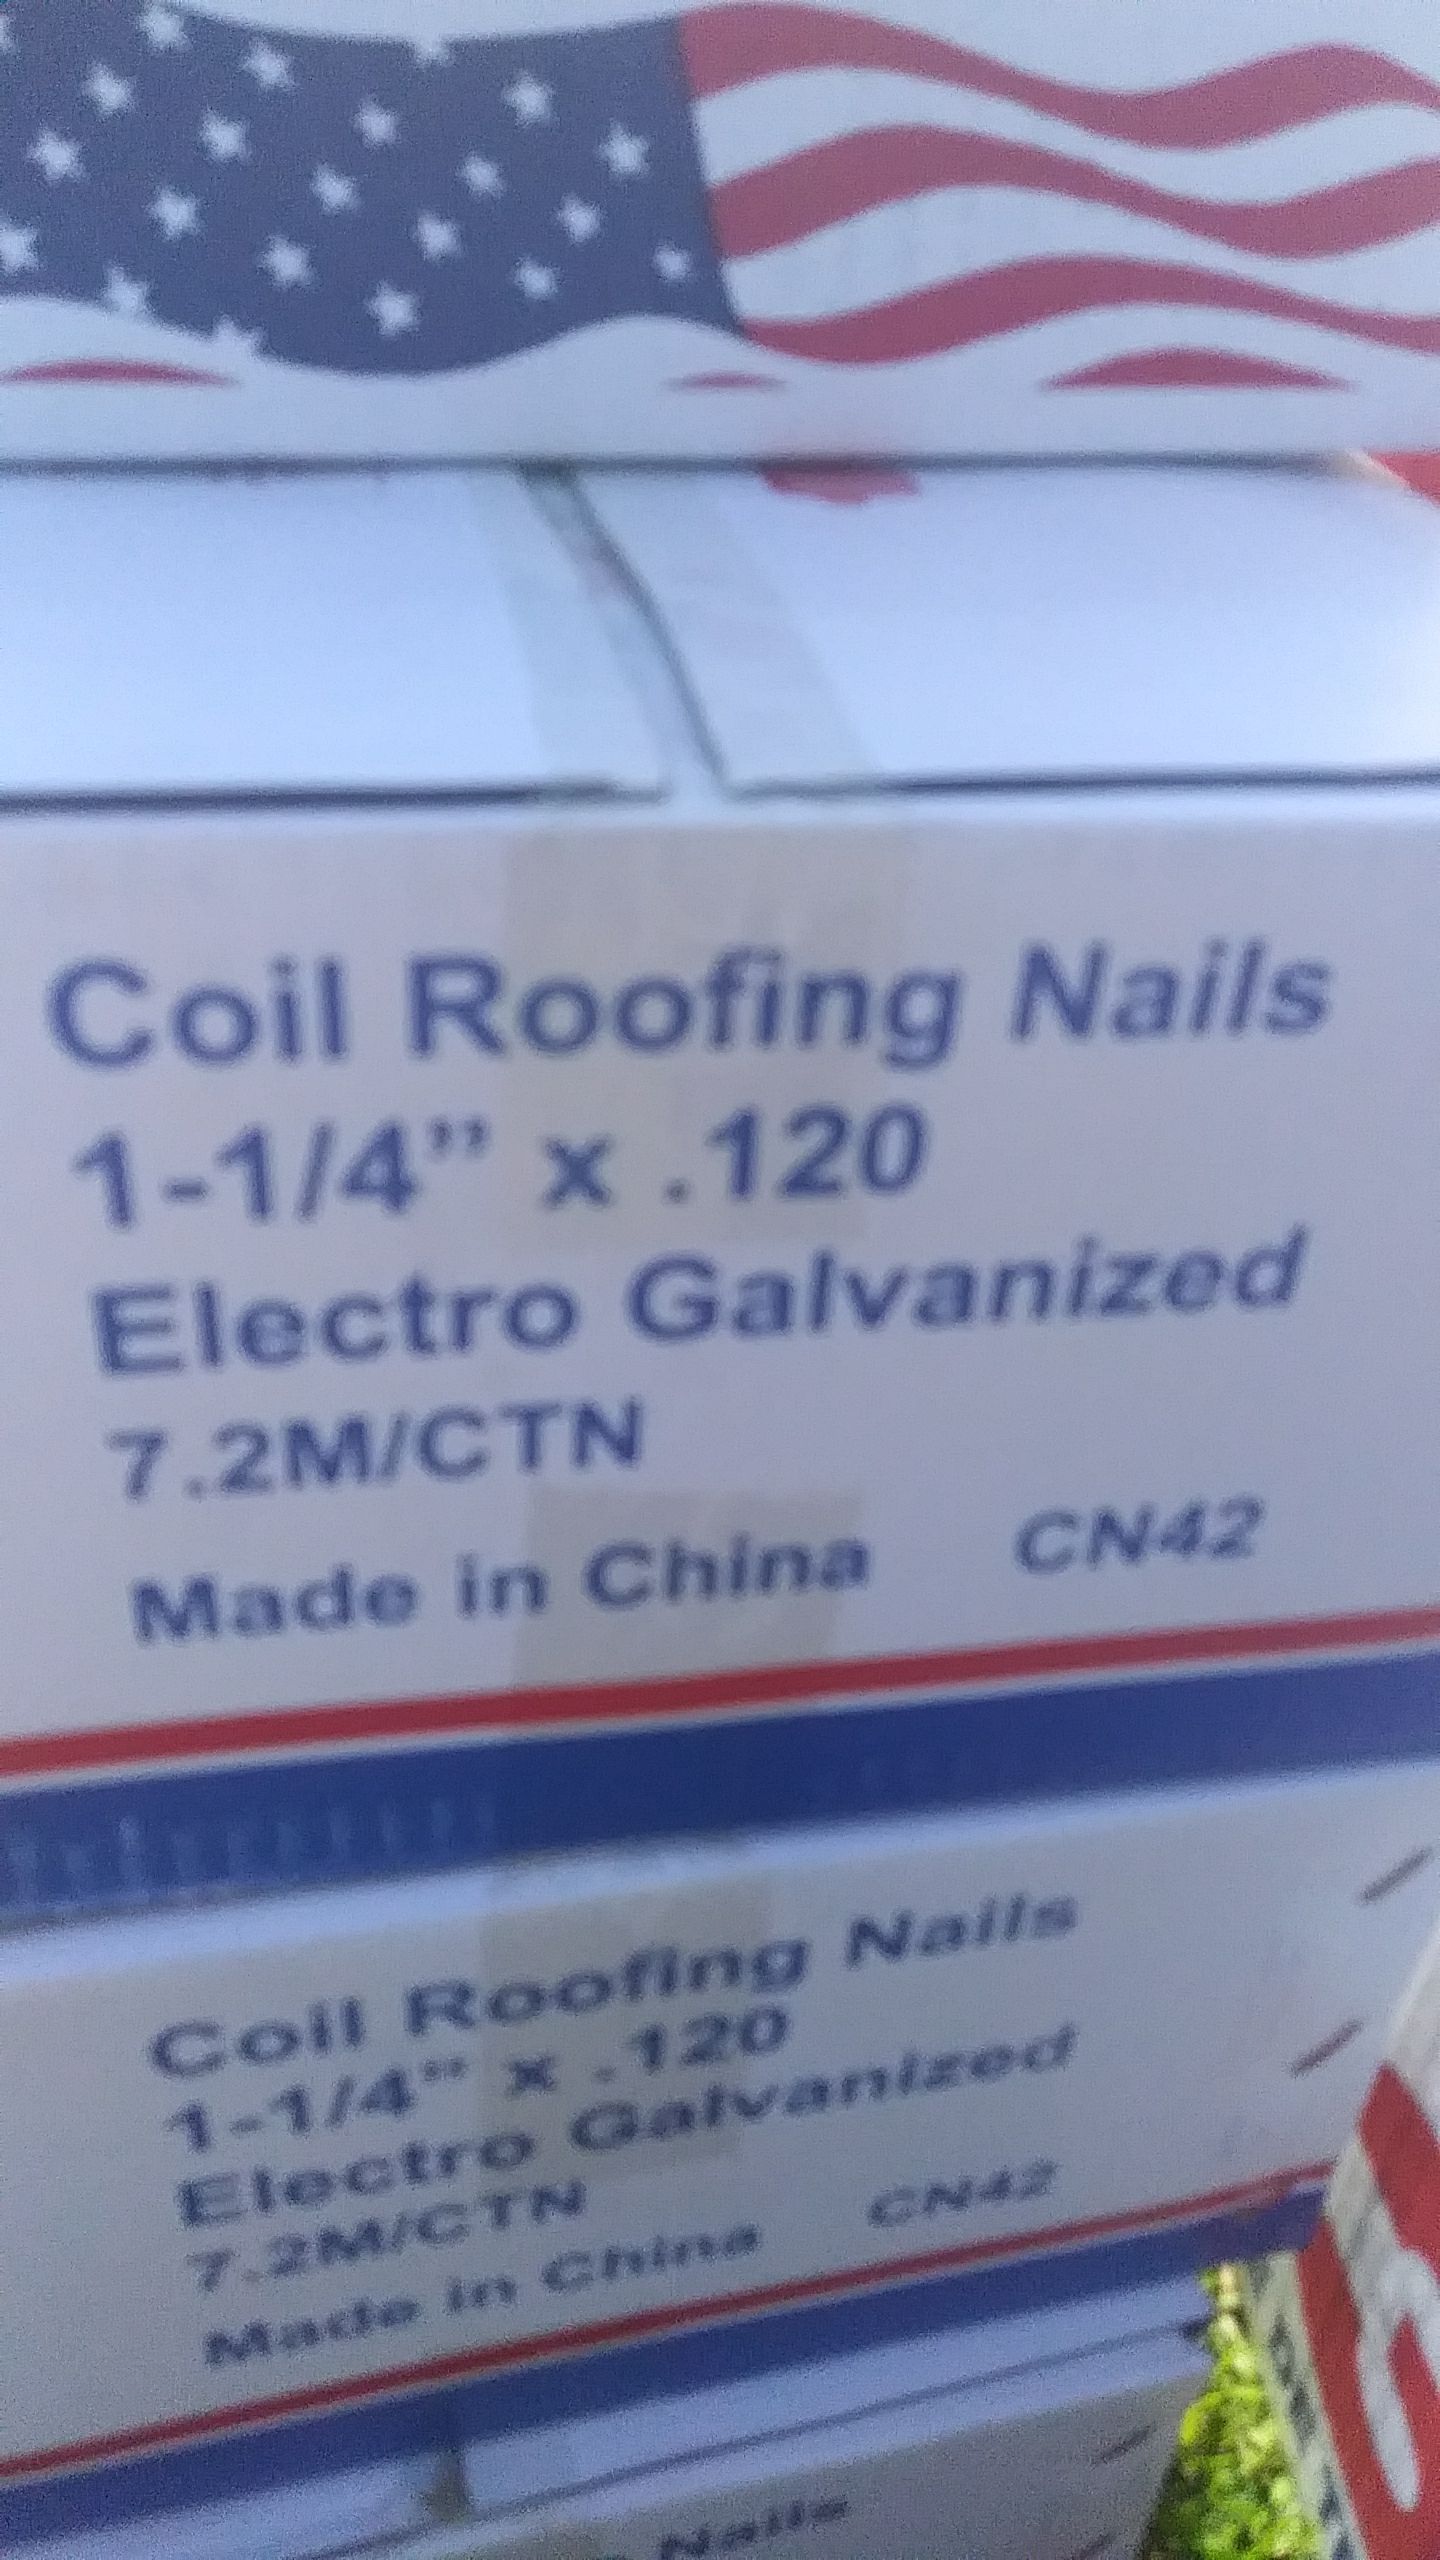 Coil Roofing Nails
1-1/4” x .120
Electro Galvanized
7.2M/CTN
Made in China CN42
Coil Roofing Nails
1-1/4” x .120
Electro Galvanized
7.2M/CTN
Made in China CN42
Nails